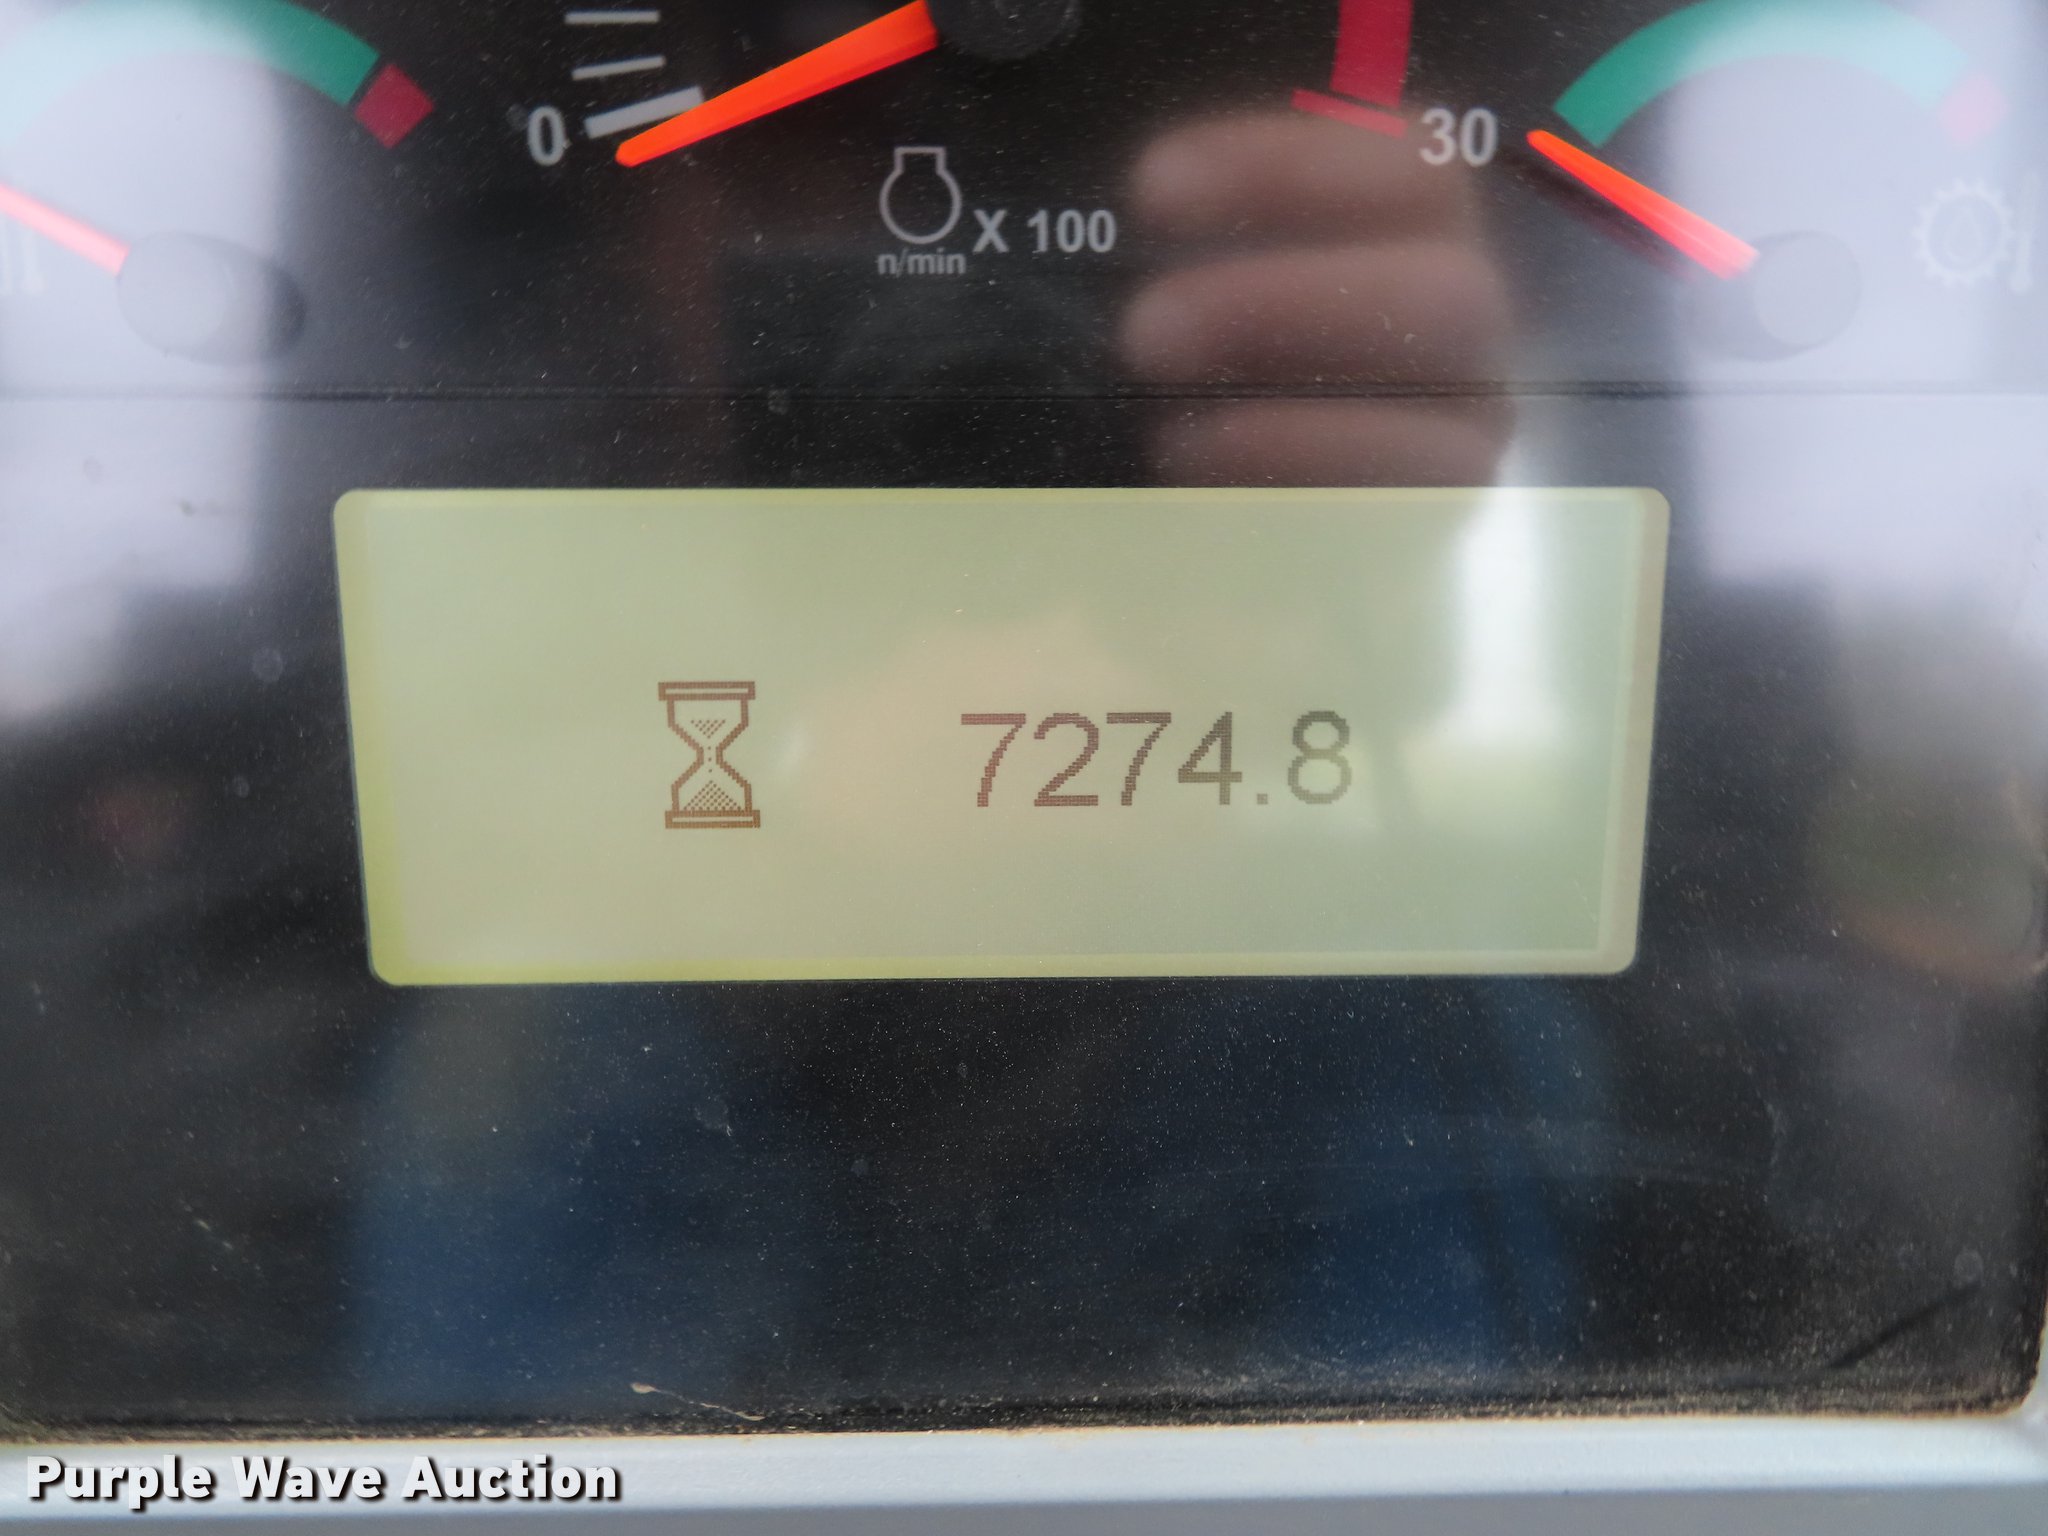 0
30
X 100
n/min
7274.8
Purple Wave Auction